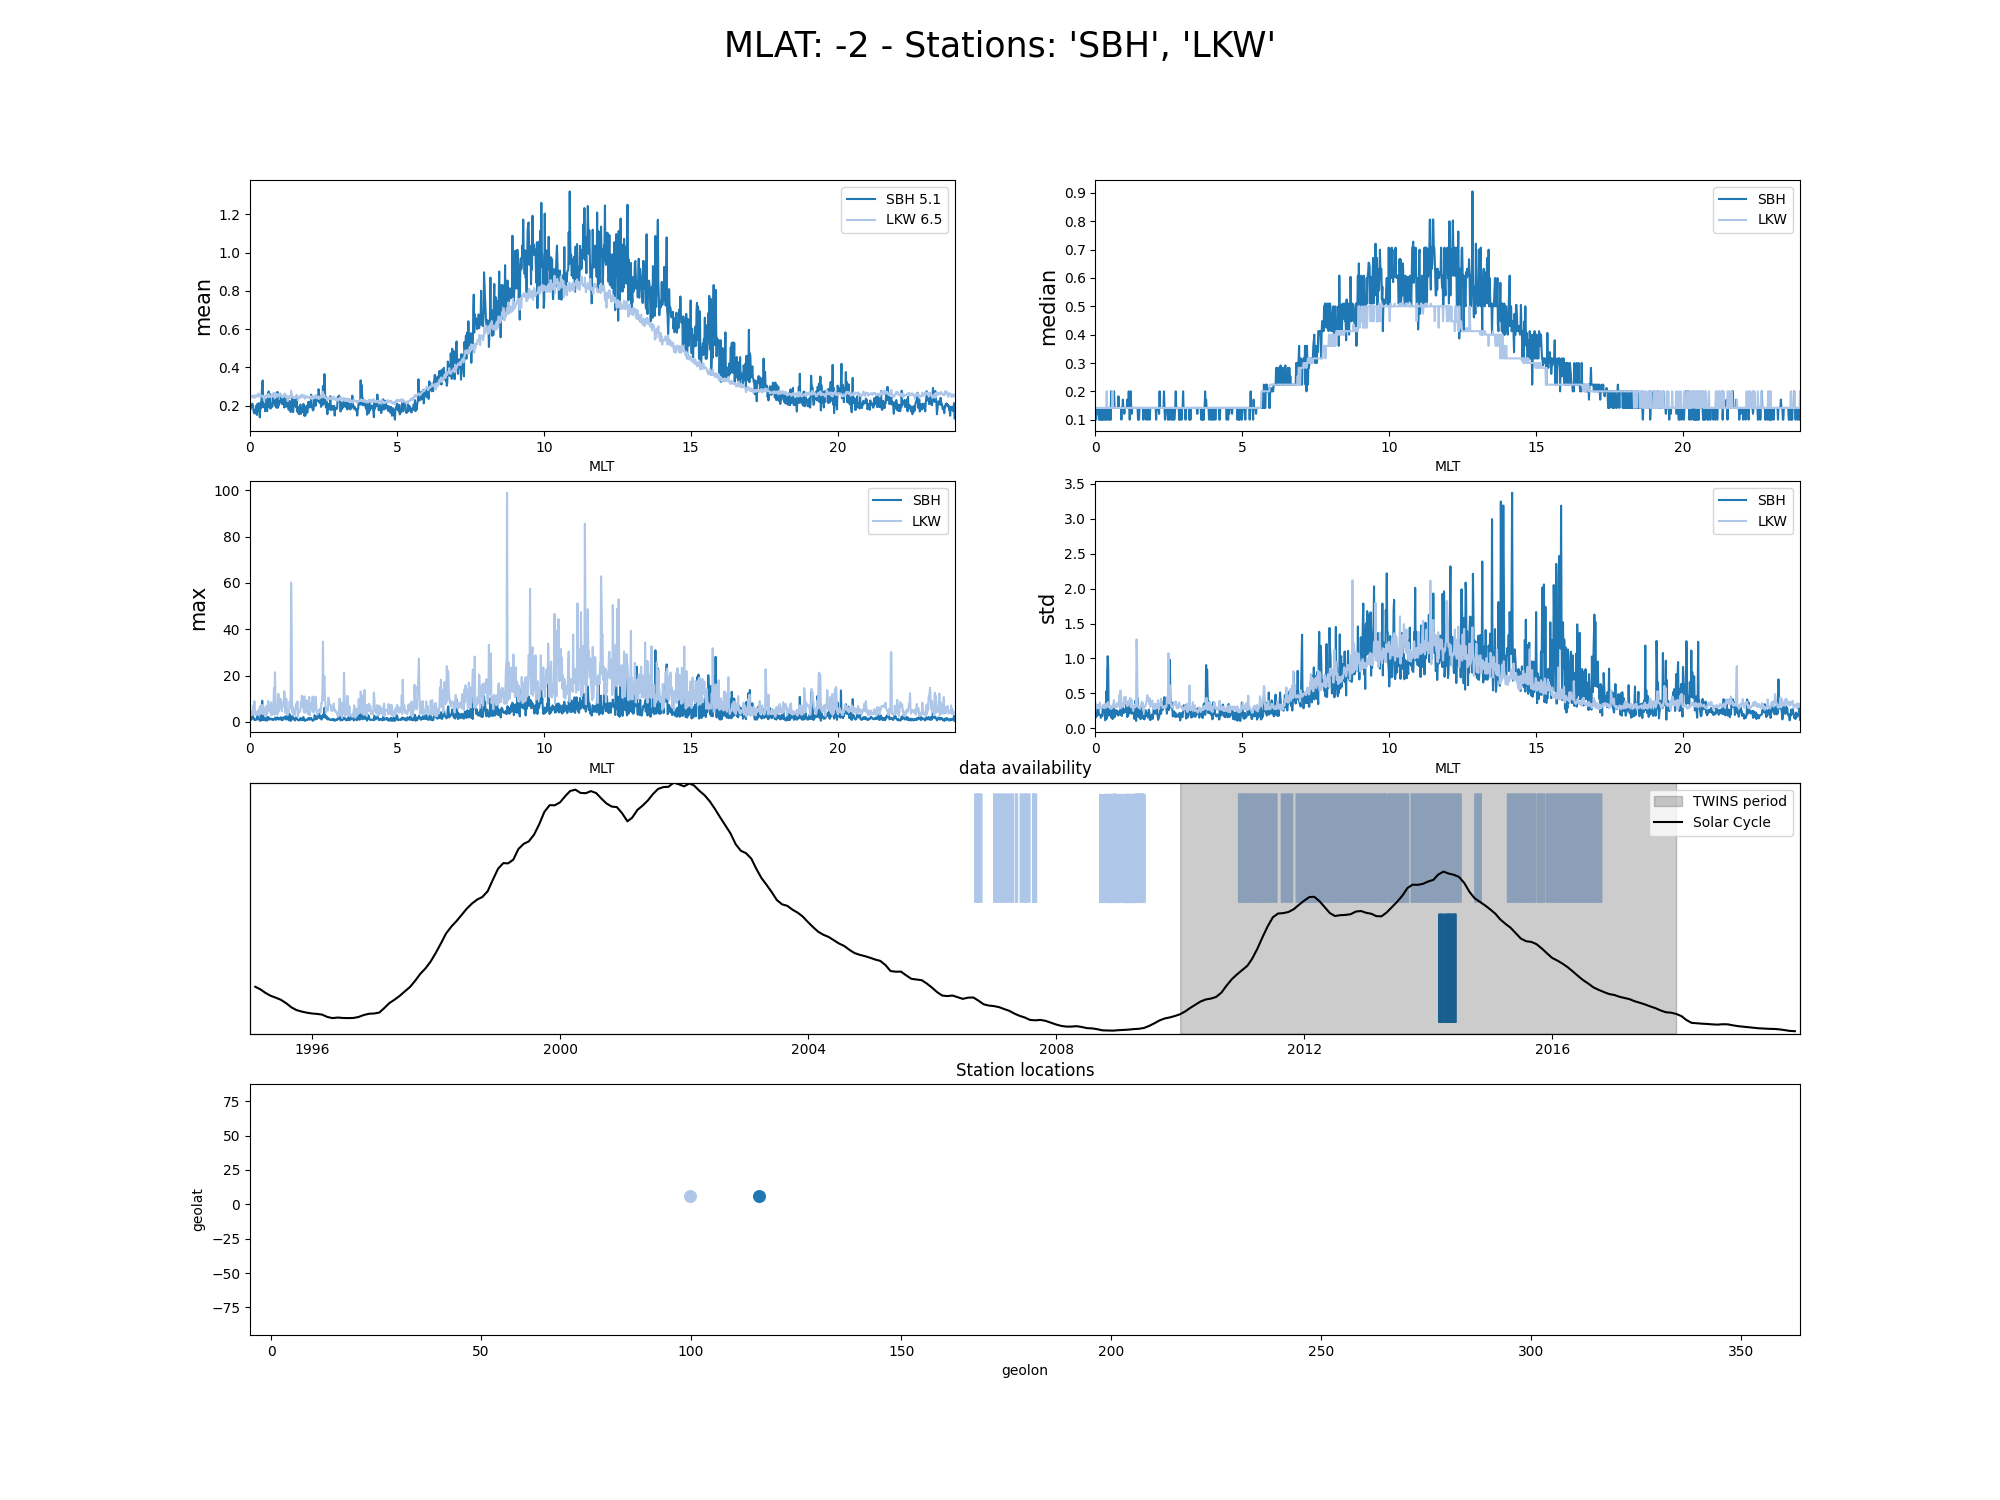 MLAT: -2 - Stations: 'SBH', 'LKW'
mean
1.2
1.0
0.8
0.6
0.4
0.2
SBH 5.1
LKW 6.5
0 5 10 15 20
MLT
median
0.9
0.8
0.7
0.6
0.5
0.4
0.3
0.2
0.1
SBH
LKW
0 5 10 15 20
MLT
max
100
80
60
40
20
0
SBH
LKW
0 5 10 15 20
MLT
std
3.5
3.0
2.5
2.0
1.5
1.0
0.5
0.0
SBH
LKW
0 5 10 15 20
MLT
data availability
TWINS period
Solar Cycle
1996 2000 2004 2008 2012 2016
Station locations
geolat
75
50
25
0
−25
−50
−75
0 50 100 150 200 250 300 350
geolon